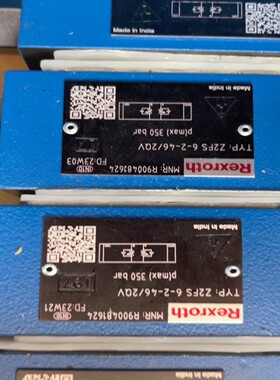 Made in India
Rexroth
Made in India
MNR: R900481624
TYP: Z2FS 6-2-46/2QV
FD:23W03
p(max) 350 bar
Rexroth
Made in India
MNR: R900481624
TYP: Z2FS 6-2-46/2QV
FD:23W21
p(max) 350 bar